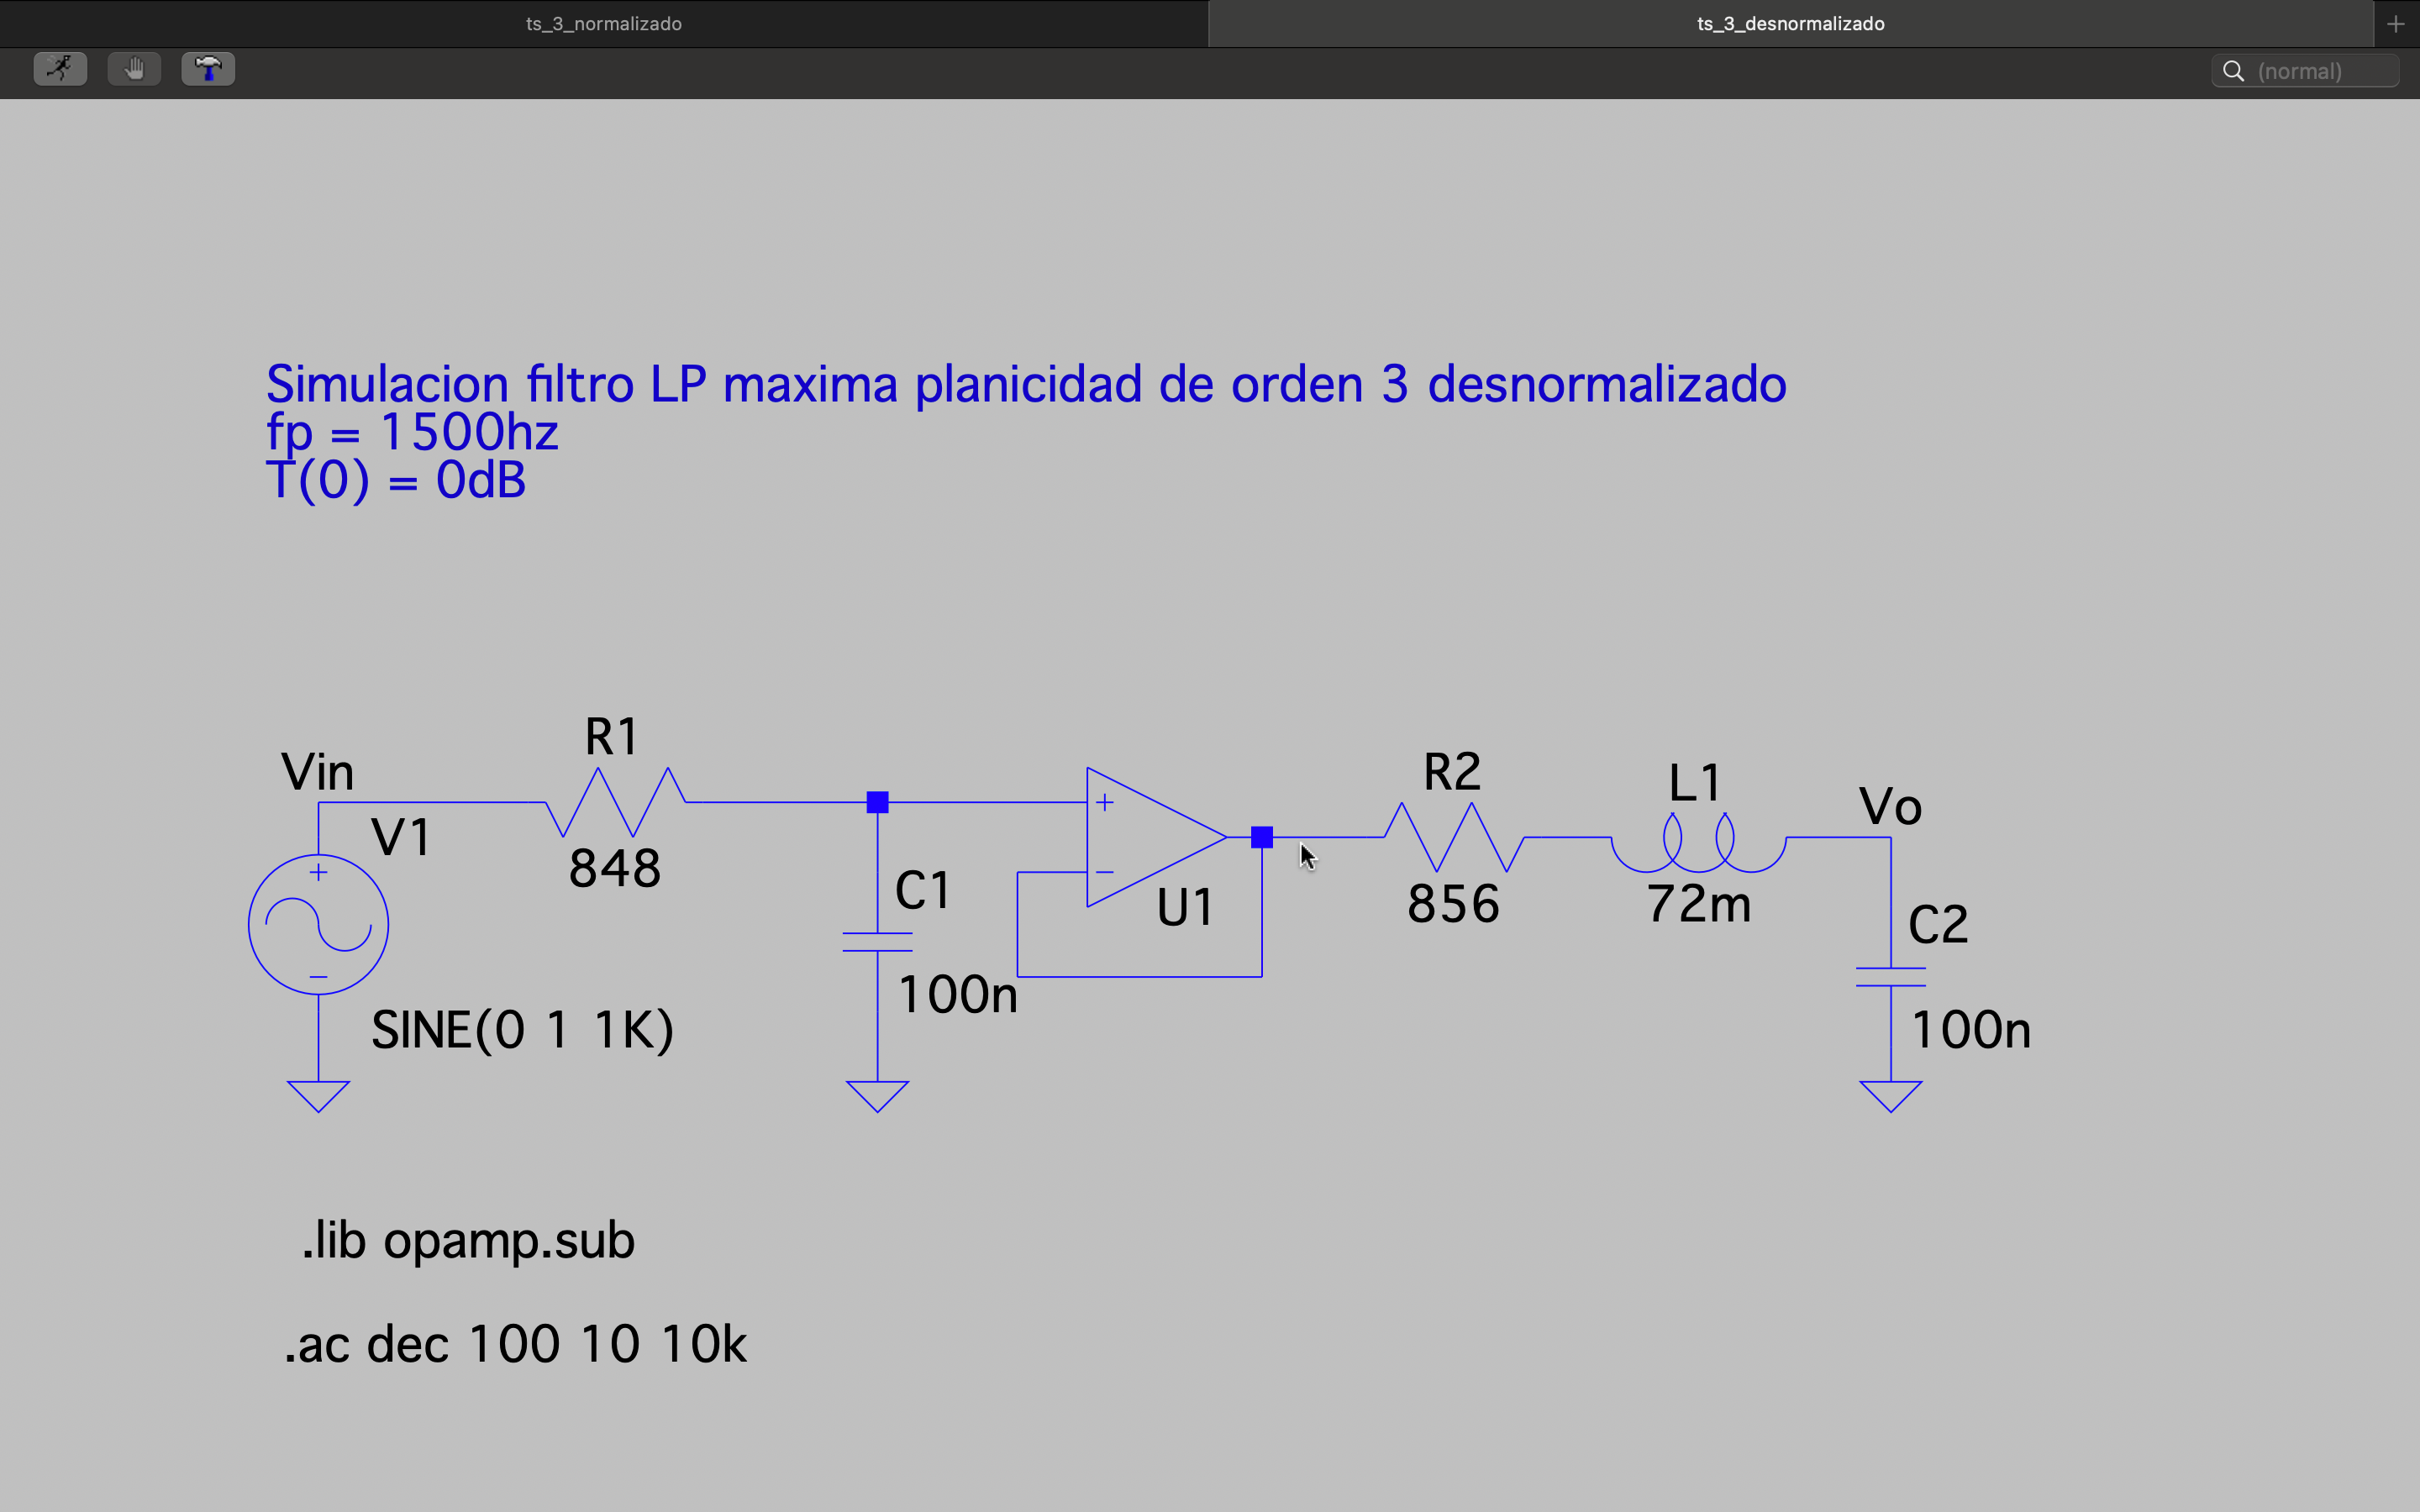 ts_3_normalizado
ts_3_desnormalizado
(normal)
Simulacion filtro LP maxima planicidad de orden 3 desnormalizado
fp = 1500hz
T(0) = 0dB
Vin
R1
R2
L1
Vo
V1
848
C1
U1
856
72m
C2
100n
SINE(0 1 1K)
100n
.lib opamp.sub
.ac dec 100 10 10k